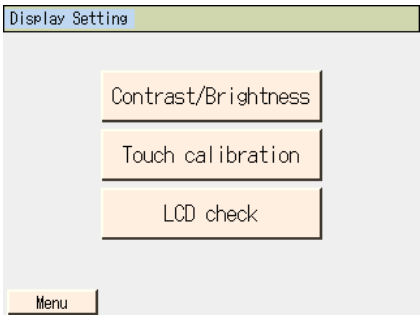 Display Setting
Contrast/Brightness
Touch calibration
LCD check
Menu